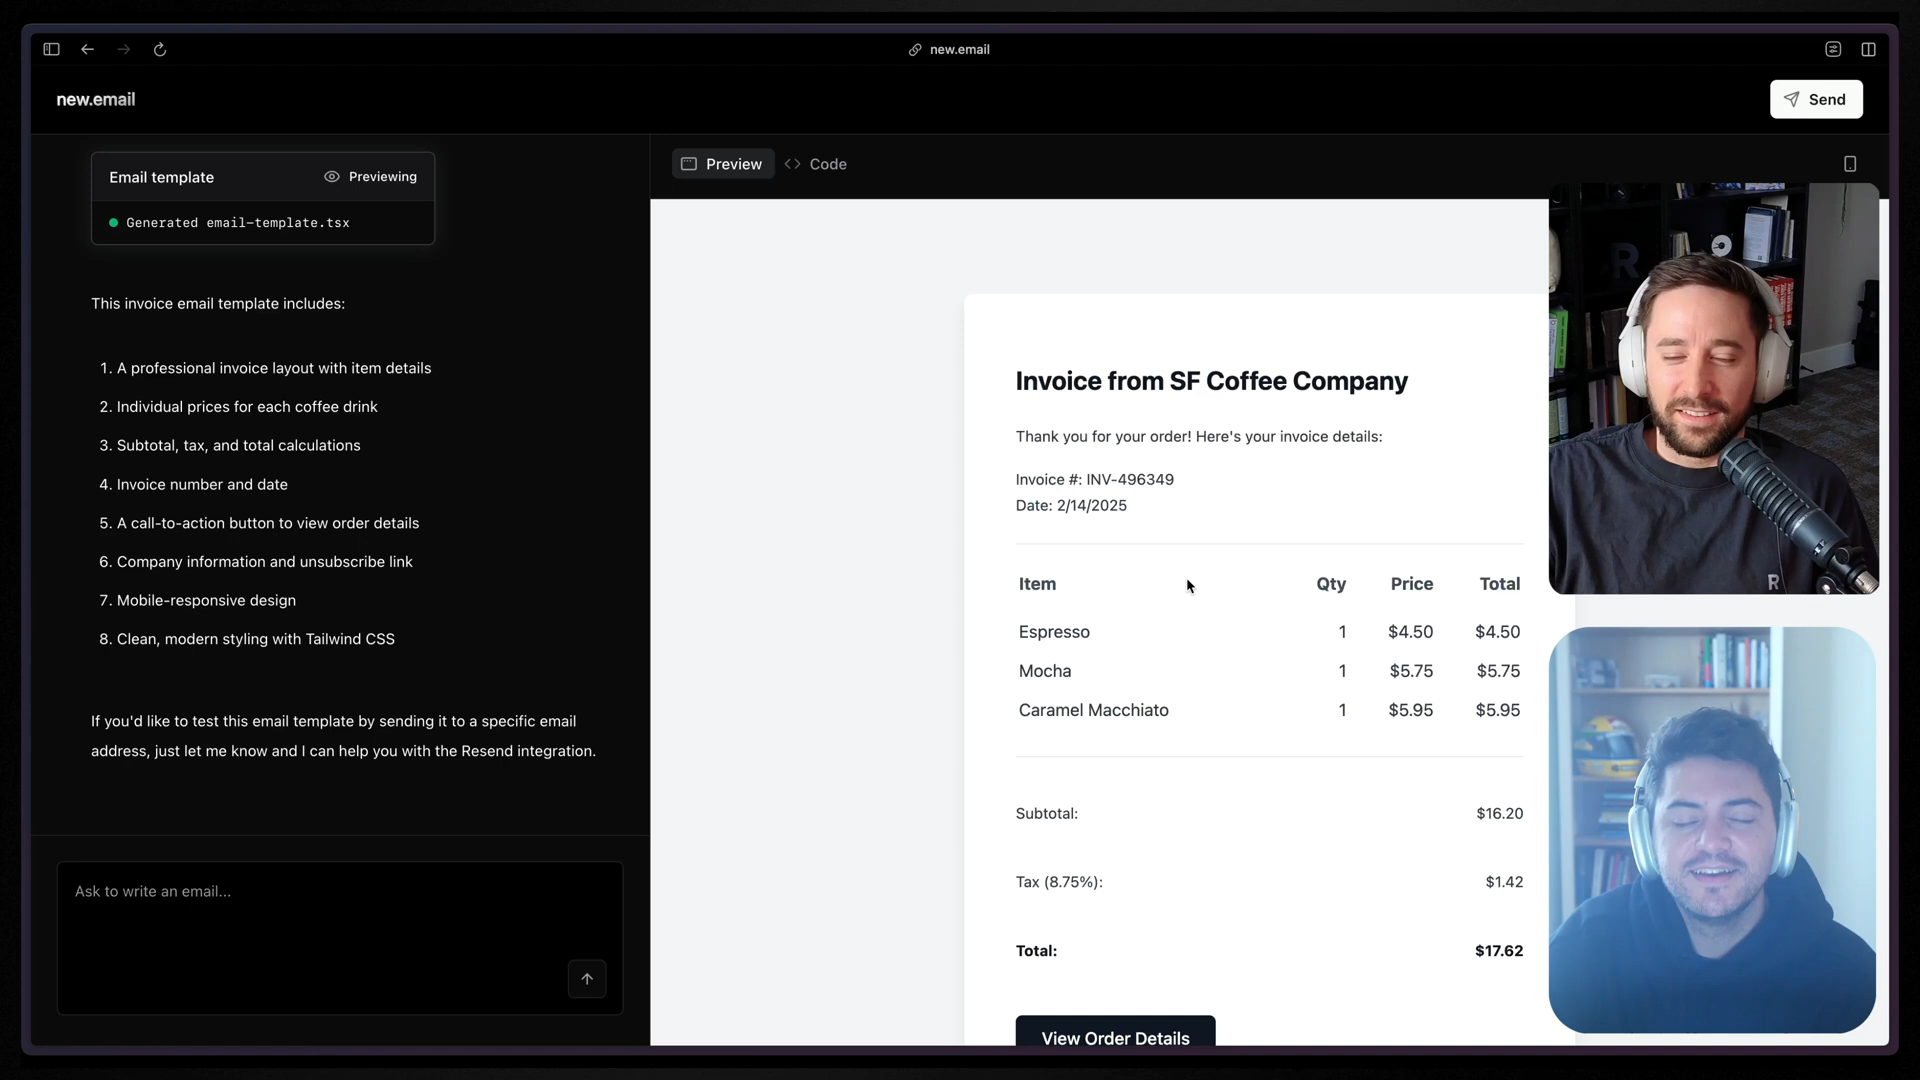 new.email
new.email
Send
Email template
Previewing
Generated email-template.tsx
This invoice email template includes:
1. A professional invoice layout with item details
2. Individual prices for each coffee drink
3. Subtotal, tax, and total calculations
4. Invoice number and date
5. A call-to-action button to view order details
6. Company information and unsubscribe link
7. Mobile-responsive design
8. Clean, modern styling with Tailwind CSS
If you'd like to test this email template by sending it to a specific email
address, just let me know and I can help you with the Resend integration.
Ask to write an email...
Preview
Code
Invoice from SF Coffee Company
Thank you for your order! Here's your invoice details:
Invoice #: INV-496349
Date: 2/14/2025
Item Qty Price Total
Espresso 1 $4.50 $4.50
Mocha 1 $5.75 $5.75
Caramel Macchiato 1 $5.95 $5.95
Subtotal: $16.20
Tax (8.75%): $1.42
Total: $17.62
View Order Details
R
R